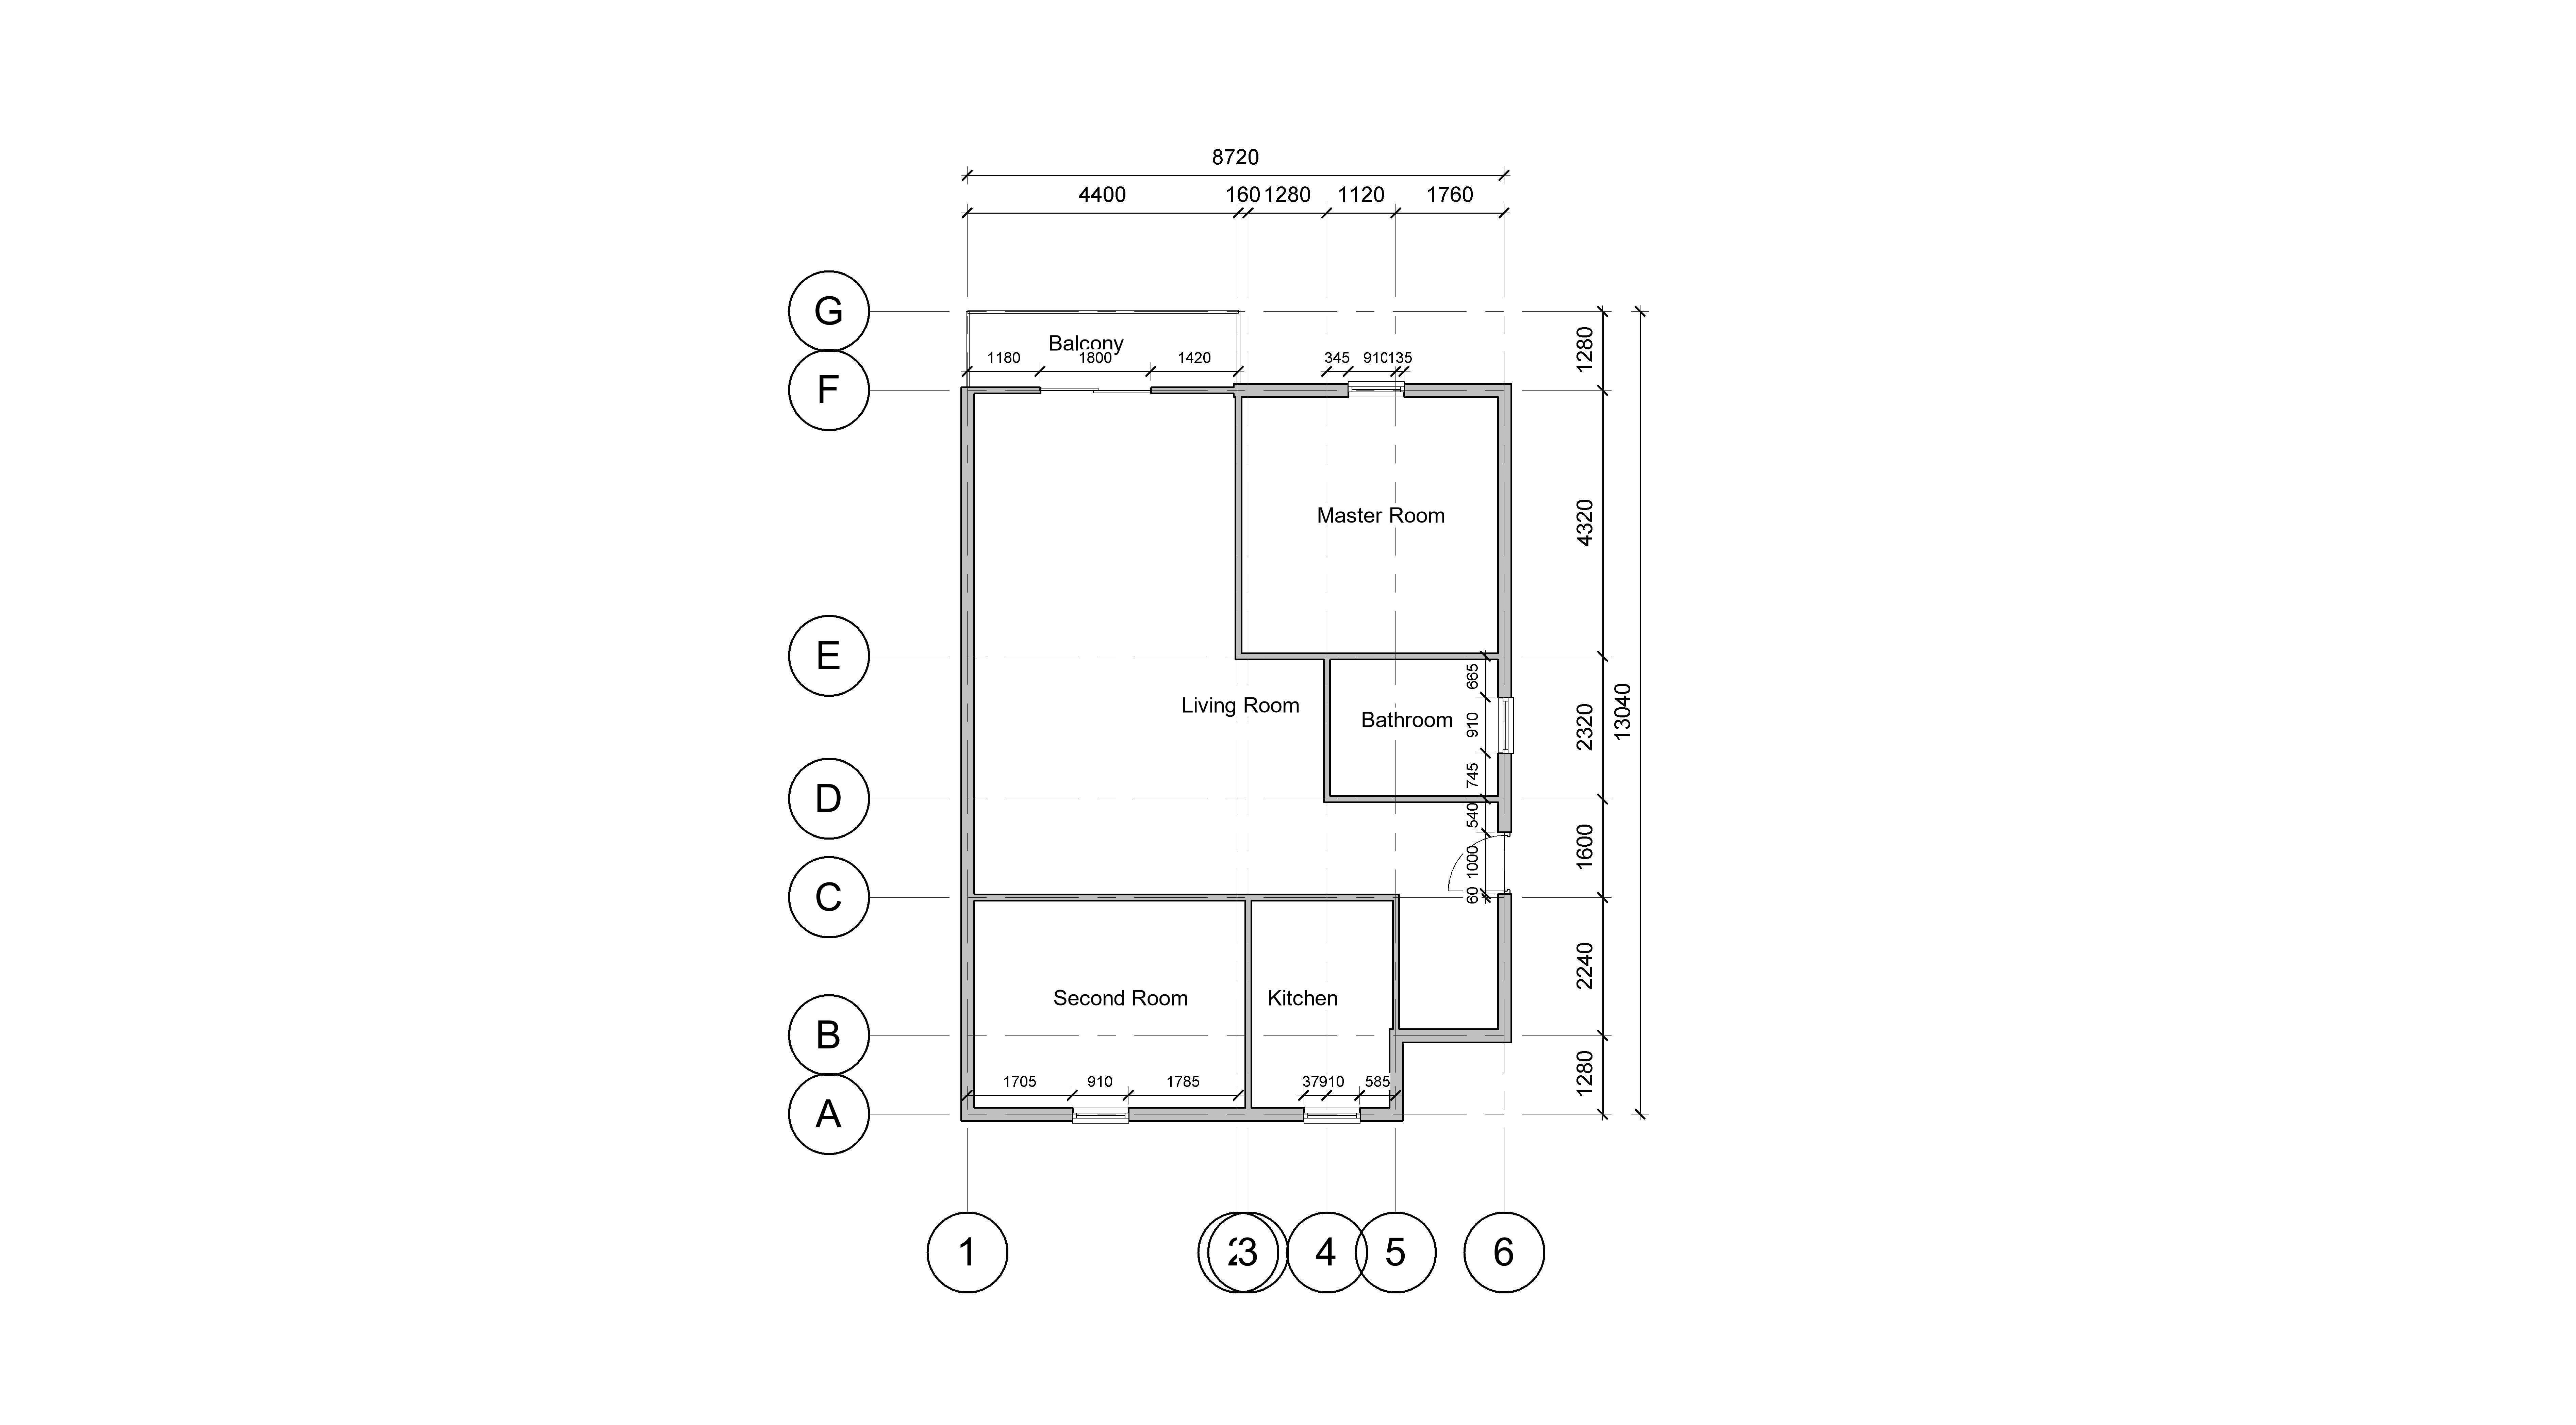 8720
4400 160 1280 1120 1760
G
1280
Balcony
1180 1800 1420 345 910 135
F
4320
Master Room
E
665
13040
Living Room Bathroom 910 2320
745
D
540
1000 1600
60
C
2240
Second Room Kitchen
B
1280
1705 910 1785 910 585
A
1 3 4 5 6